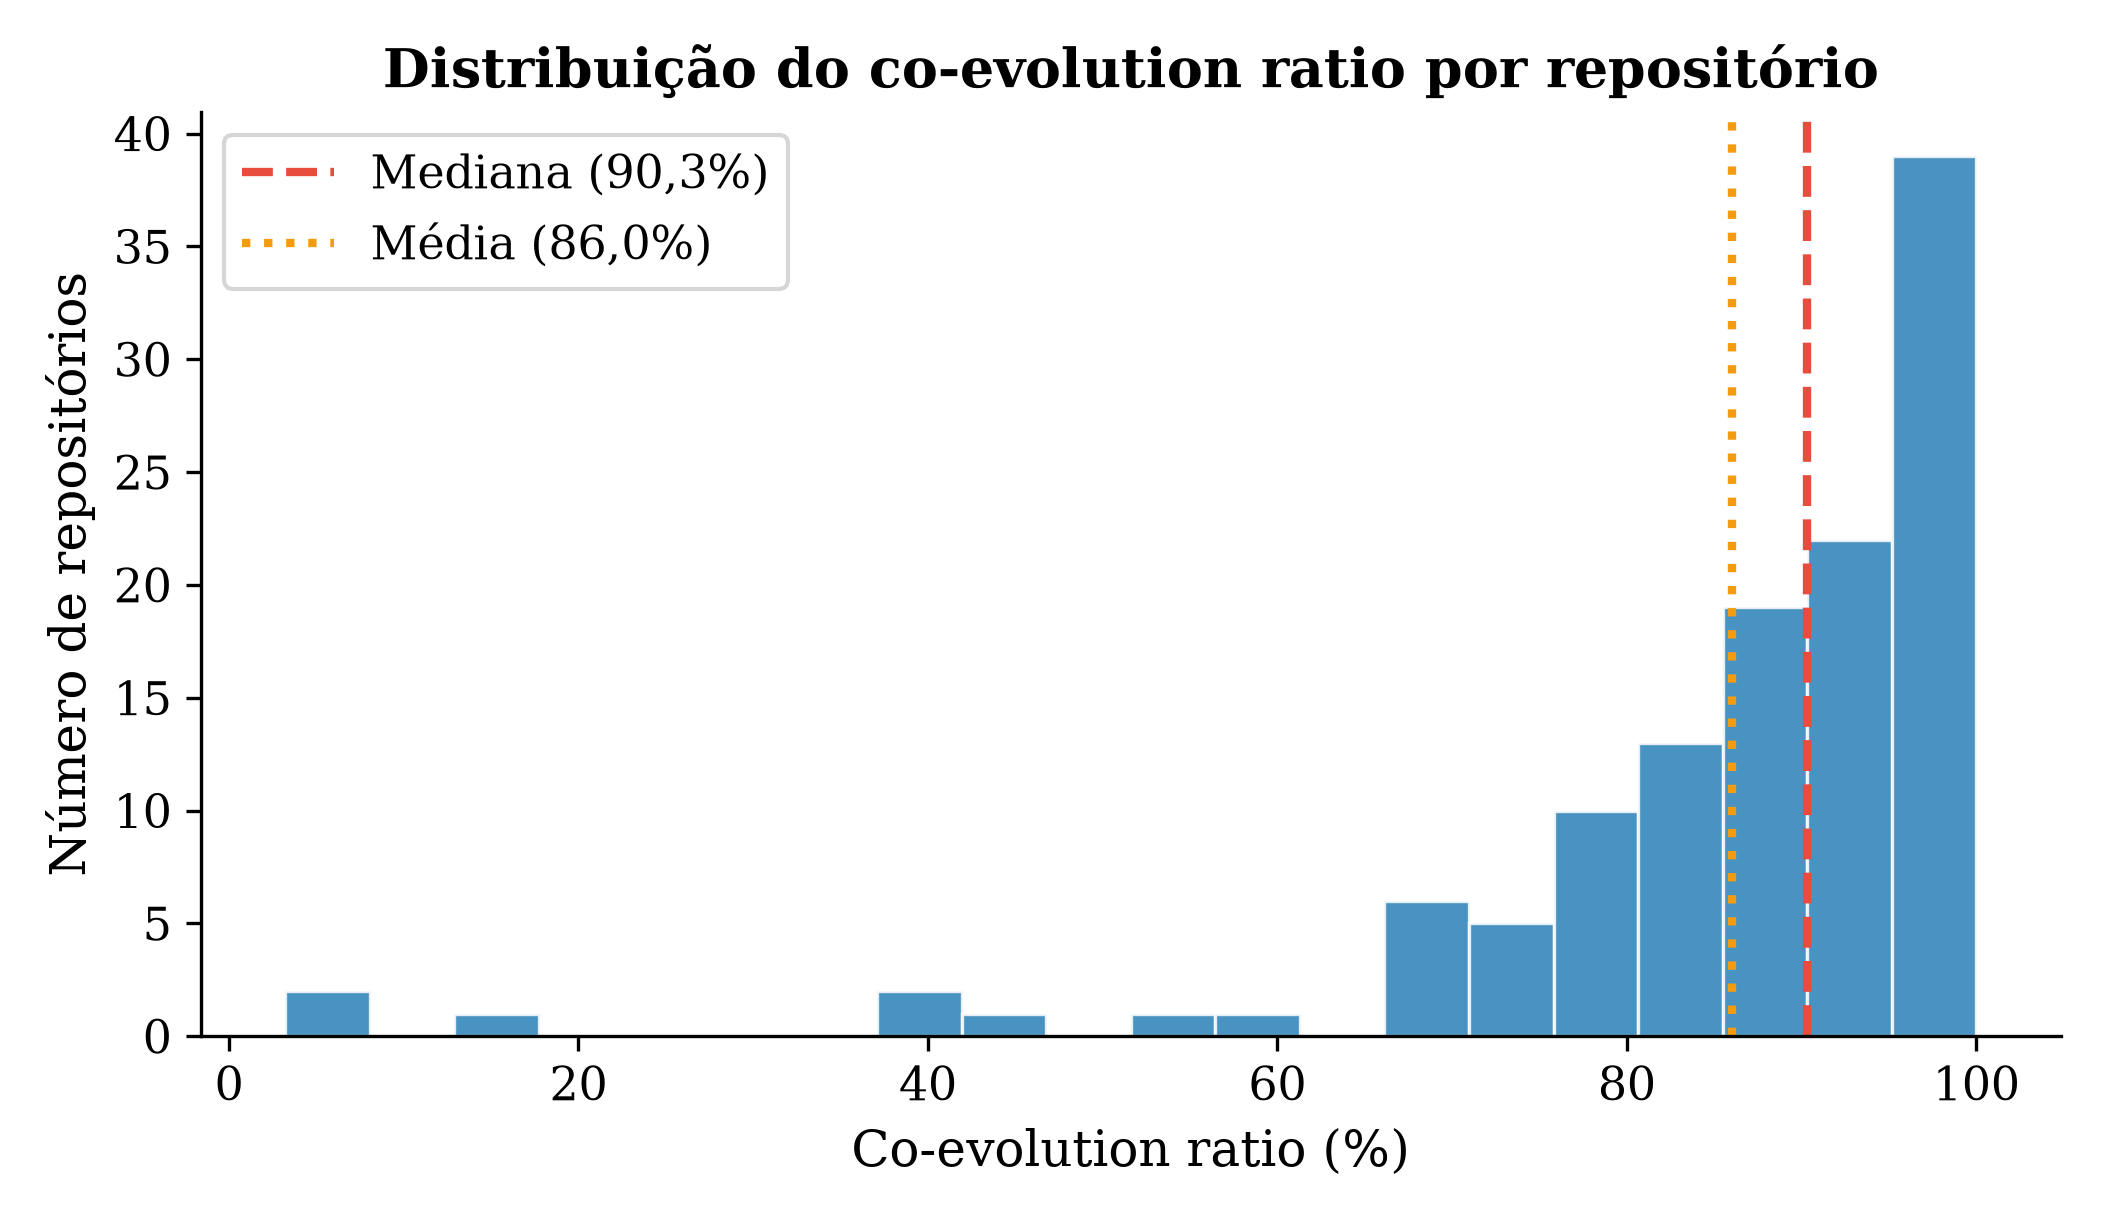 Distribuição do co-evolution ratio por repositório
Mediana (90,3%)
Média (86,0%)
Número de repositórios
40
35
30
25
20
15
10
5
0
0 20 40 60 80 100
Co-evolution ratio (%)